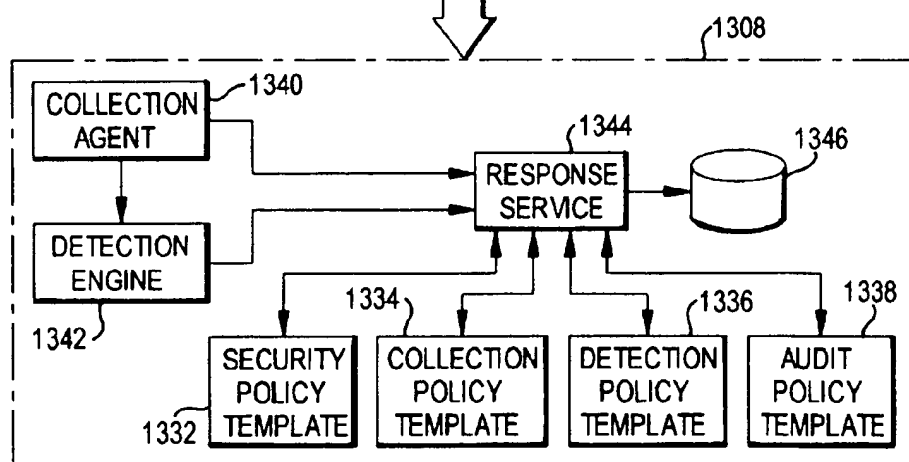 1308
COLLECTION
AGENT
1340
1344
RESPONSE
SERVICE
1346
DETECTION
ENGINE
1342
1334
1336
1338
SECURITY
POLICY
TEMPLATE
1332
COLLECTION
POLICY
TEMPLATE
DETECTION
POLICY
TEMPLATE
AUDIT
POLICY
TEMPLATE